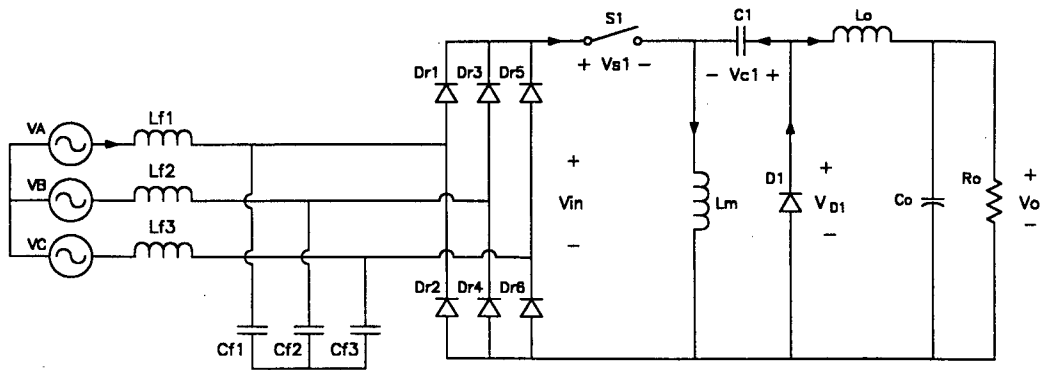 S1
C1
Lo
+ Vs1 −
− Vc1 +
Dr1
Dr3
Dr5
VA
Lf1
VB
Lf2
VC
Lf3
+
Vin
−
Lm
D1
+
VD1
−
Co
Ro
+
Vo
−
Dr2
Dr4
Dr6
Cf1
Cf2
Cf3